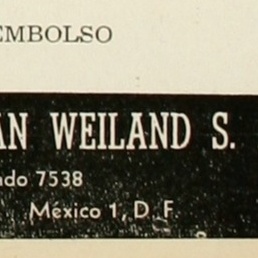 EMBOLSO
AN WEILAND S.
ado 7538
México 1, D. F.